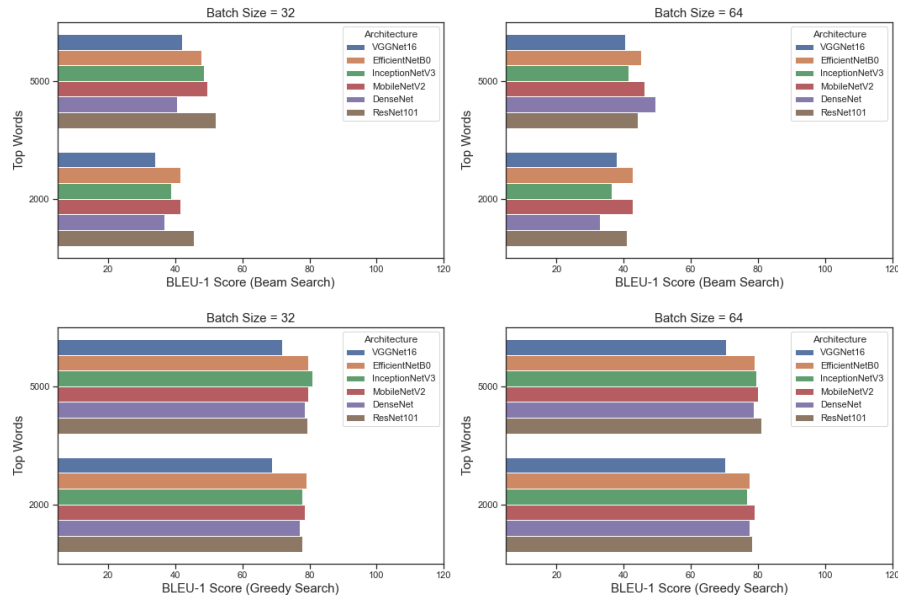 Batch Size = 32
Top Words
5000
2000
Architecture
VGGNet16
EfficientNetB0
InceptionNetV3
MobileNetV2
DenseNet
ResNet101
20 40 60 80 100 120
BLEU-1 Score (Beam Search)
Batch Size = 64
Top Words
5000
2000
Architecture
VGGNet16
EfficientNetB0
InceptionNetV3
MobileNetV2
DenseNet
ResNet101
20 40 60 80 100 120
BLEU-1 Score (Beam Search)
Batch Size = 32
Top Words
5000
2000
Architecture
VGGNet16
EfficientNetB0
InceptionNetV3
MobileNetV2
DenseNet
ResNet101
20 40 60 80 100 120
BLEU-1 Score (Greedy Search)
Batch Size = 64
Top Words
5000
2000
Architecture
VGGNet16
EfficientNetB0
InceptionNetV3
MobileNetV2
DenseNet
ResNet101
20 40 60 80 100 120
BLEU-1 Score (Greedy Search)